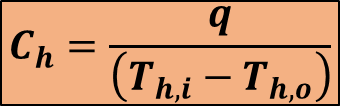 C_h = q / (T_{h,i} − T_{h,o})